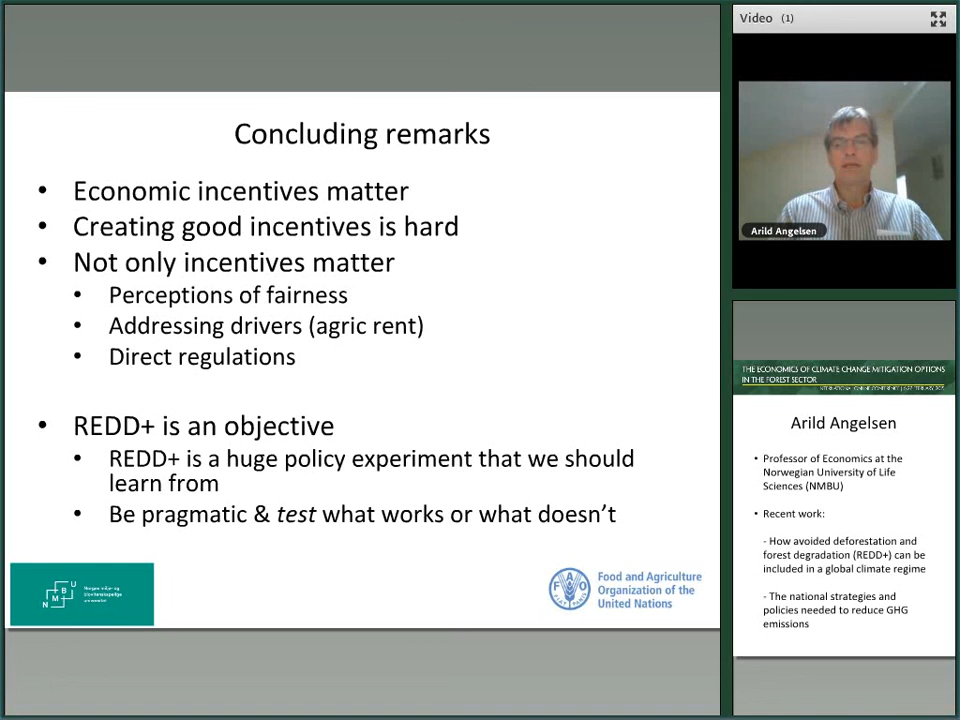 Concluding remarks
• Economic incentives matter
• Creating good incentives is hard
• Not only incentives matter
• Perceptions of fairness
• Addressing drivers (agric rent)
• Direct regulations
• REDD+ is an objective
• REDD+ is a huge policy experiment that we should
learn from
• Be pragmatic & test what works or what doesn't
N M B U
Food and Agriculture
Organization of the
United Nations
FAO
FIAT PANIS
Video (1)
Arild Angelsen
THE ECONOMICS OF CLIMATE CHANGE MITIGATION OPTIONS
IN THE FOREST SECTOR
Arild Angelsen
• Professor of Economics at the
Norwegian University of Life
Sciences (NMBU)
• Recent work:
- How avoided deforestation and
forest degradation (REDD+) can be
included in a global climate regime
- The national strategies and
policies needed to reduce GHG
emissions